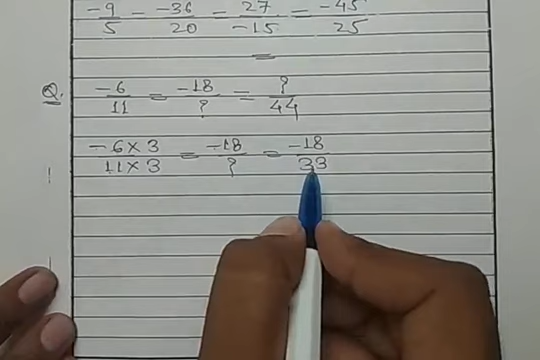 -9/5 = -36/20 = 27/-15 = -45/25
Q. -6/11 = -18/? = ?/44
-6×3/11×3 = -18/? = -18/33